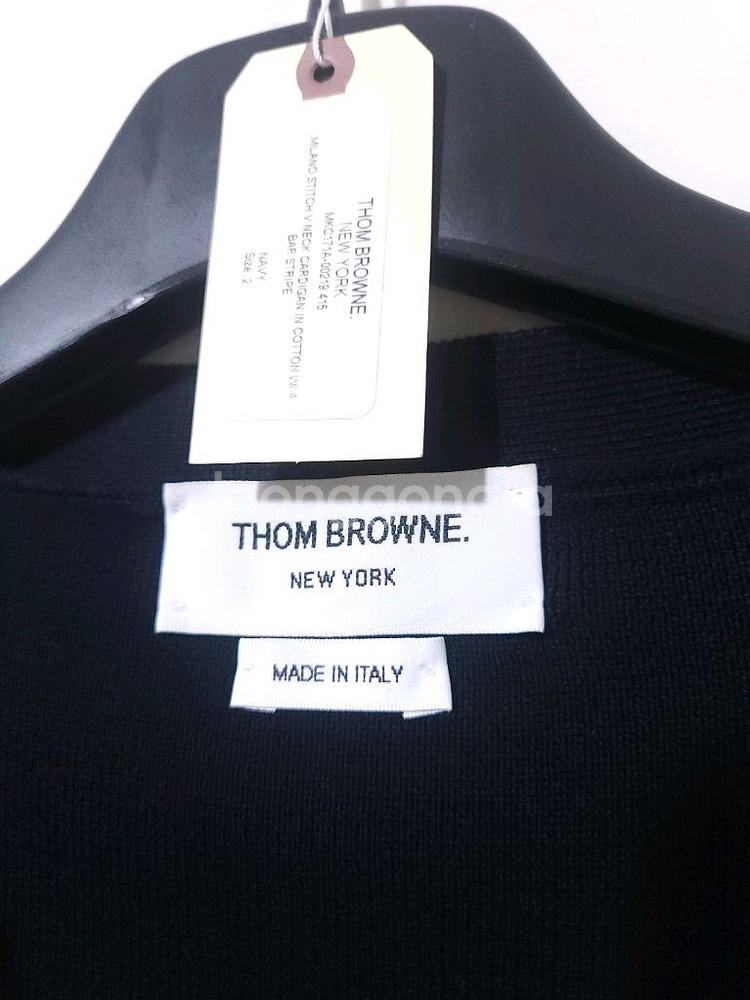 THOM BROWNE.
NEW YORK
MKC171A-00219 415
MILANO STITCH V NECK CARDIGAN IN COTTON W/ 4
BAR STRIPE
NAVY
Size 2
THOM BROWNE.
NEW YORK
MADE IN ITALY